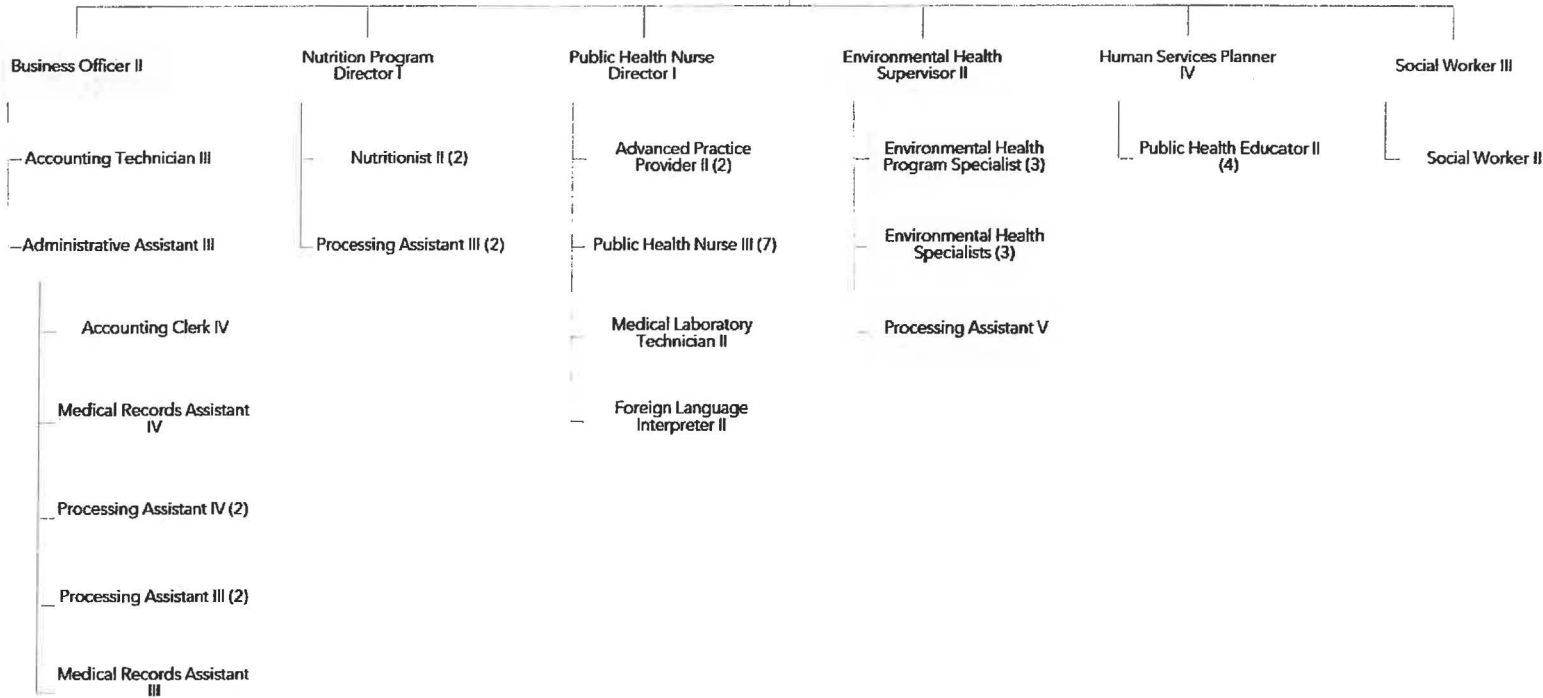 Business Officer II
Nutrition Program
Director I
Public Health Nurse
Director I
Environmental Health
Supervisor II
Human Services Planner
IV
Social Worker III
Accounting Technician III
Nutritionist II (2)
Advanced Practice
Provider II (2)
Environmental Health
Program Specialist (3)
Public Health Educator II
(4)
Social Worker II
Administrative Assistant III
Processing Assistant III (2)
Public Health Nurse III (7)
Environmental Health
Specialists (3)
Accounting Clerk IV
Medical Laboratory
Technician II
Processing Assistant V
Medical Records Assistant
IV
Foreign Language
Interpreter II
Processing Assistant IV (2)
Processing Assistant III (2)
Medical Records Assistant
III